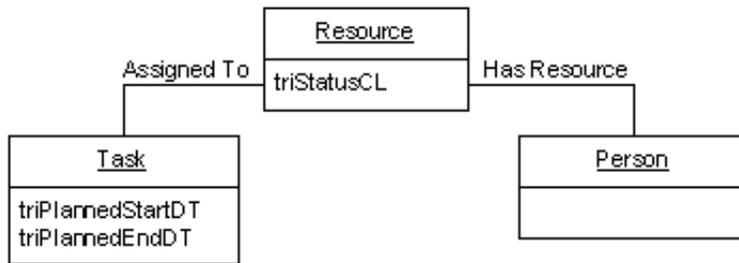 Resource
Assigned To
triStatusCL
Has Resource
Task
Person
triPlannedStartDT
triPlannedEndDT